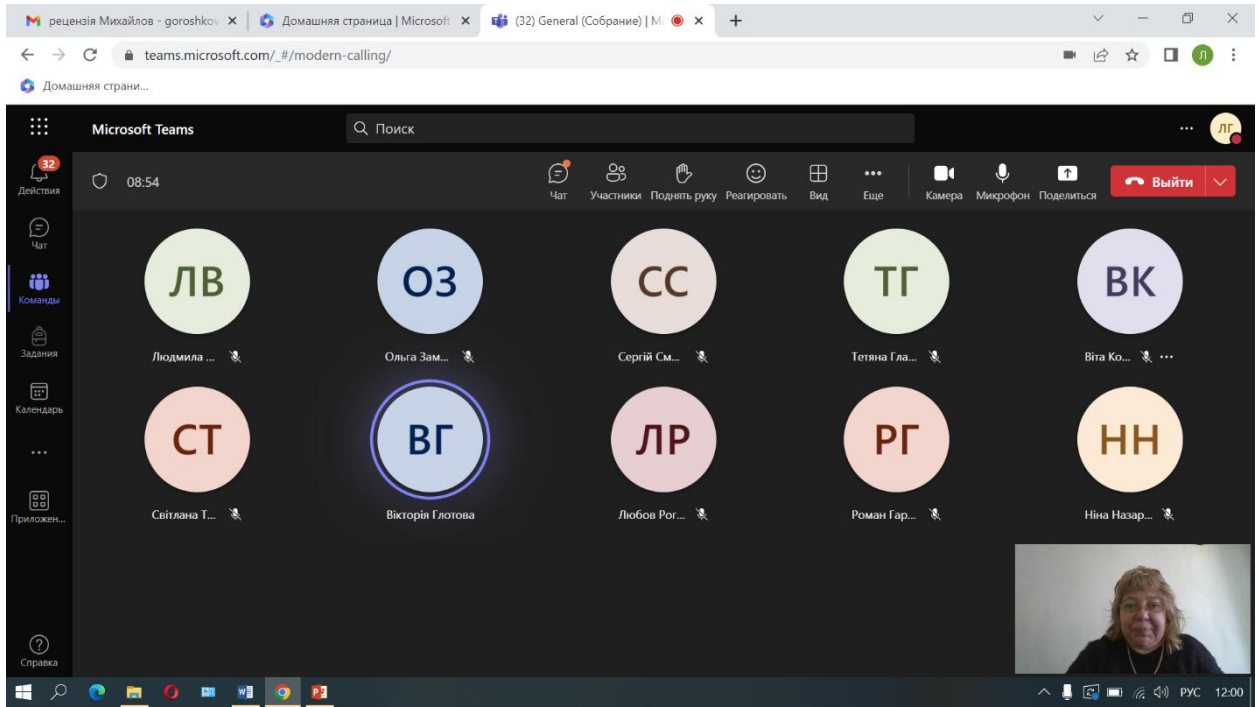 рецензія Михайлов - goroshkov
Домашняя страница | Microsoft
(32) General (Собрание) | M
teams.microsoft.com/_#/modern-calling/
Л
Домашняя страни...
Microsoft Teams
Поиск
ЛГ
32
Действия
08:54
Чат
Участники
Поднять руку
Реагировать
Вид
Еще
Камера
Микрофон
Поделиться
Выйти
Чат
Команды
Задания
Календарь
Приложен...
Справка
ЛВ
ОЗ
СС
ТГ
ВК
Людмила ...
Ольга Зам...
Сергій См...
Тетяна Гла...
Віта Ко...
СТ
ВГ
ЛР
РГ
НН
Світлана Т...
Вікторія Глотова
Любов Рог...
Роман Гар...
Ніна Назар...
РУС
12:00